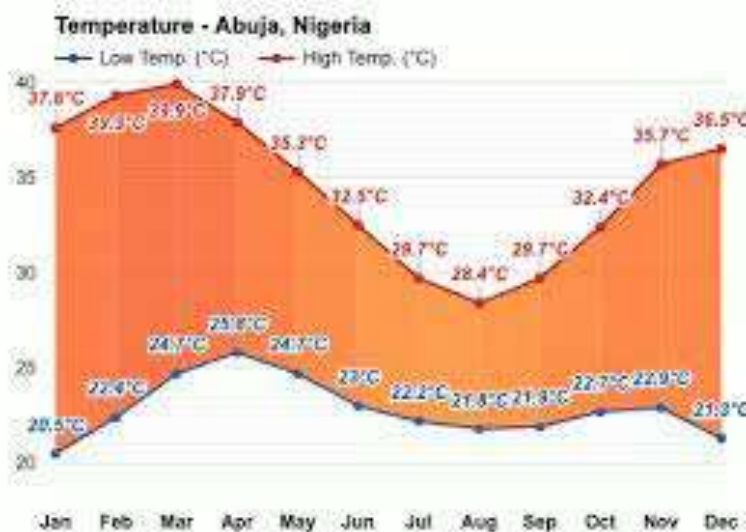 Temperature - Abuja, Nigeria
Low Temp. (°C) High Temp. (°C)
40
37.6°C
39.3°C
39.9°C
37.9°C
35.3°C
32.5°C
29.7°C
28.4°C
29.7°C
32.4°C
35.7°C
36.5°C
35
30
25
20.5°C
22.4°C
24.7°C
25.8°C
24.7°C
23°C
22.2°C
21.8°C
21.9°C
22.7°C
22.9°C
21.3°C
20
Jan Feb Mar Apr May Jun Jul Aug Sep Oct Nov Dec